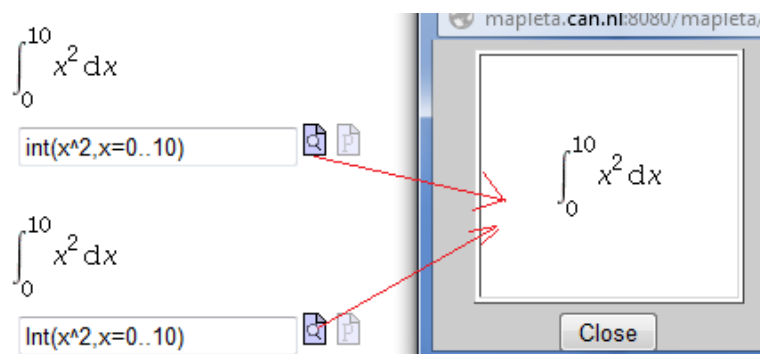 ∫₀¹⁰ x² dx
int(x^2,x=0..10)
∫₀¹⁰ x² dx
Int(x^2,x=0..10)
mapleta.can.nl:8080/mapleta/
∫₀¹⁰ x² dx
Close